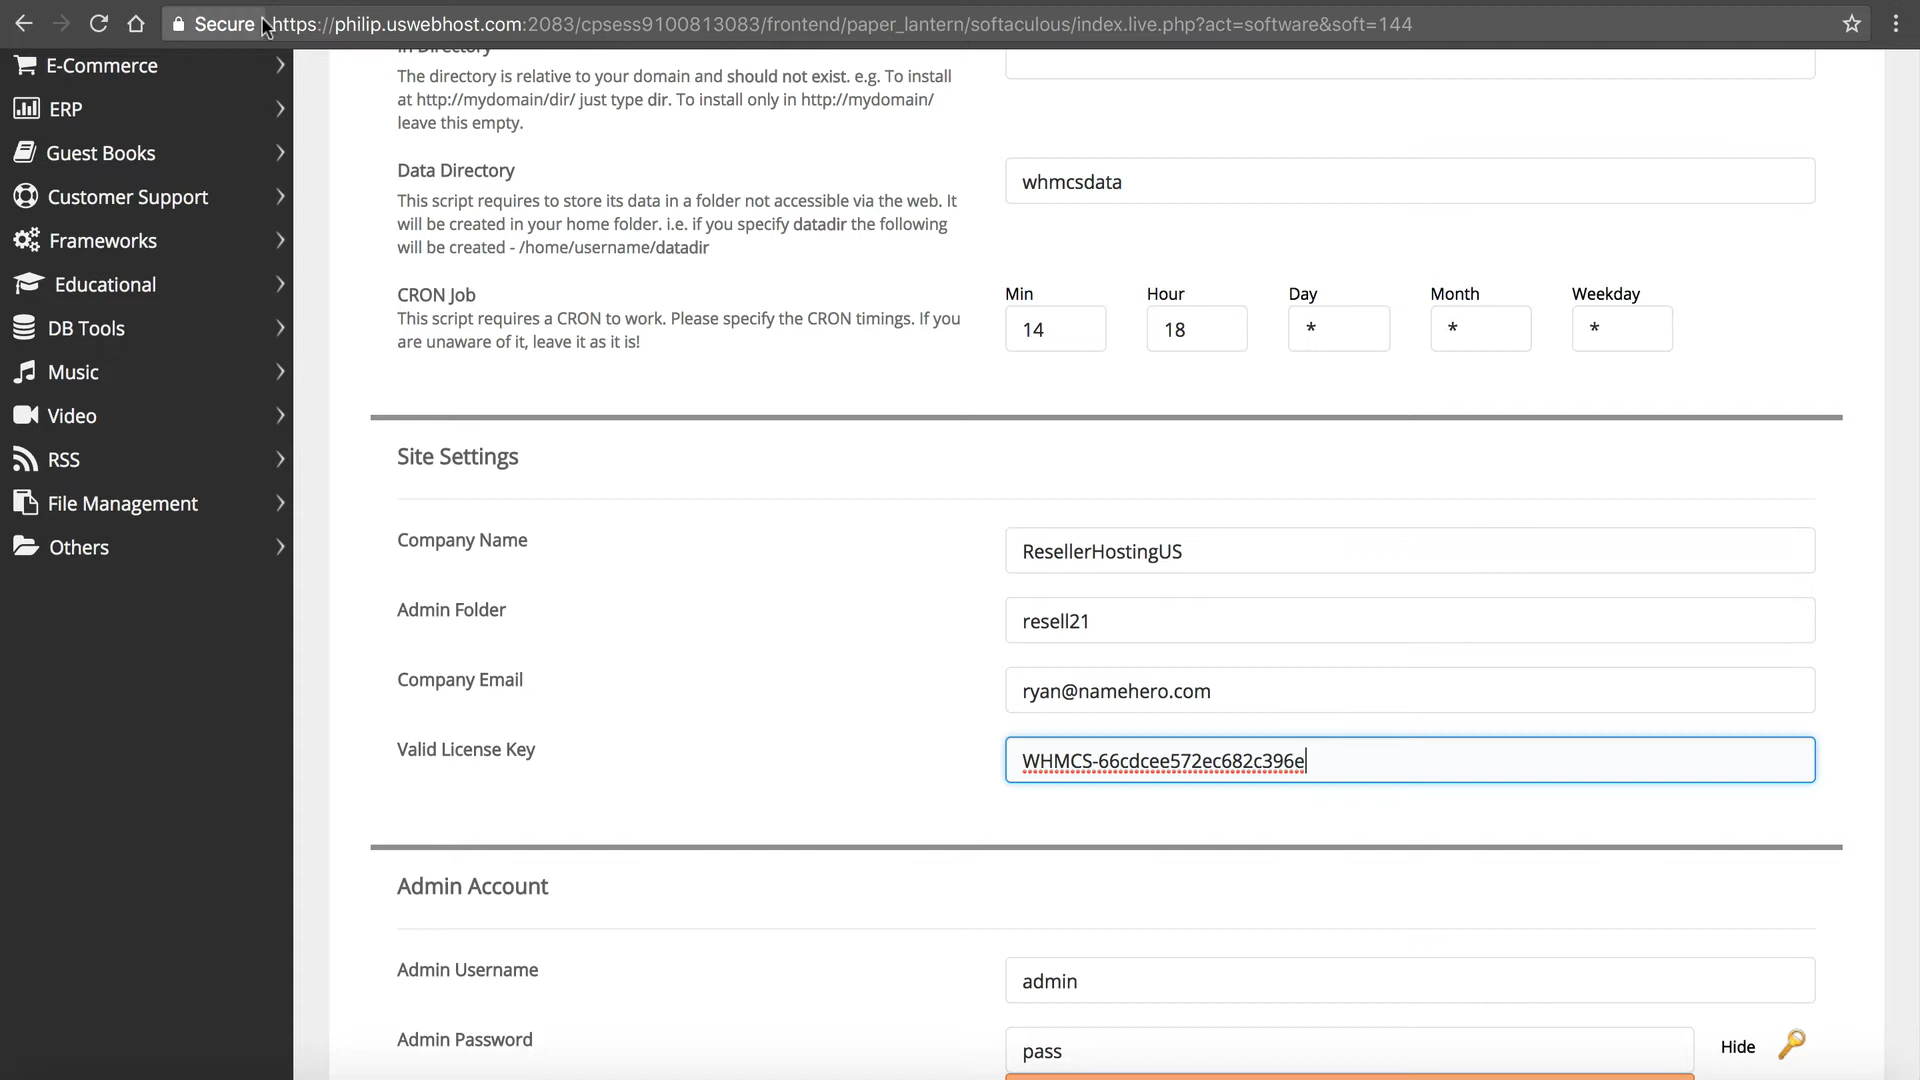 Secure https://philip.uswebhost.com:2083/cpsess9100813083/frontend/paper_lantern/softaculous/index.live.php?act=software&soft=144
E-Commerce
ERP
Guest Books
Customer Support
Frameworks
Educational
DB Tools
Music
Video
RSS
File Management
Others
In Directory
The directory is relative to your domain and should not exist. e.g. To install
at http://mydomain/dir/ just type dir. To install only in http://mydomain/
leave this empty.
Data Directory
whmcsdata
This script requires to store its data in a folder not accessible via the web. It
will be created in your home folder. i.e. if you specify datadir the following
will be created - /home/username/datadir
CRON Job
This script requires a CRON to work. Please specify the CRON timings. If you
are unaware of it, leave it as it is!
Min Hour Day Month Weekday
14 18 * * *
Site Settings
Company Name
ResellerHostingUS
Admin Folder
resell21
Company Email
ryan@namehero.com
Valid License Key
WHMCS-66cdcee572ec682c396e
Admin Account
Admin Username
admin
Admin Password
pass
Hide